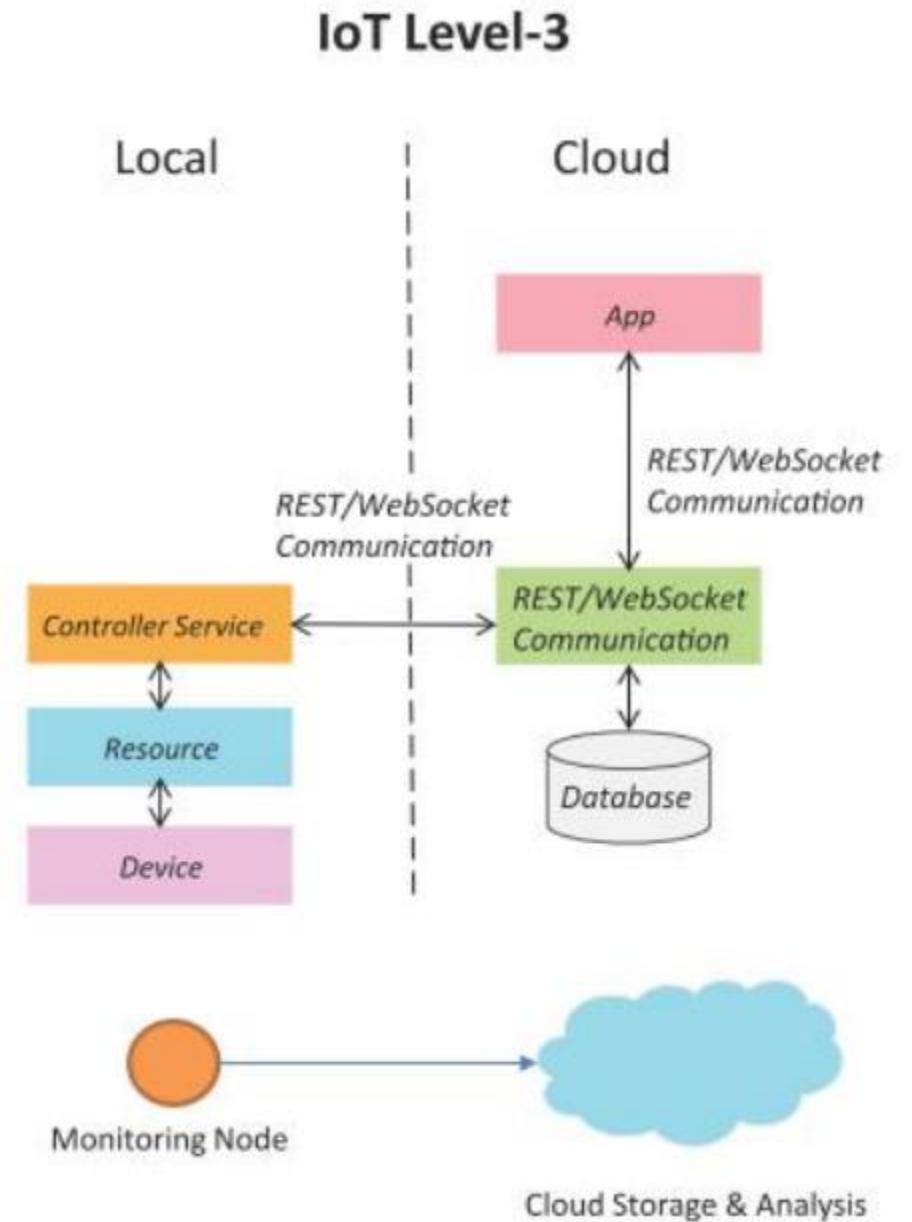 IoT Level-3
Local
Cloud
App
REST/WebSocket
Communication
REST/WebSocket
Communication
Controller Service
REST/WebSocket
Communication
Resource
Database
Device
Monitoring Node
Cloud Storage & Analysis